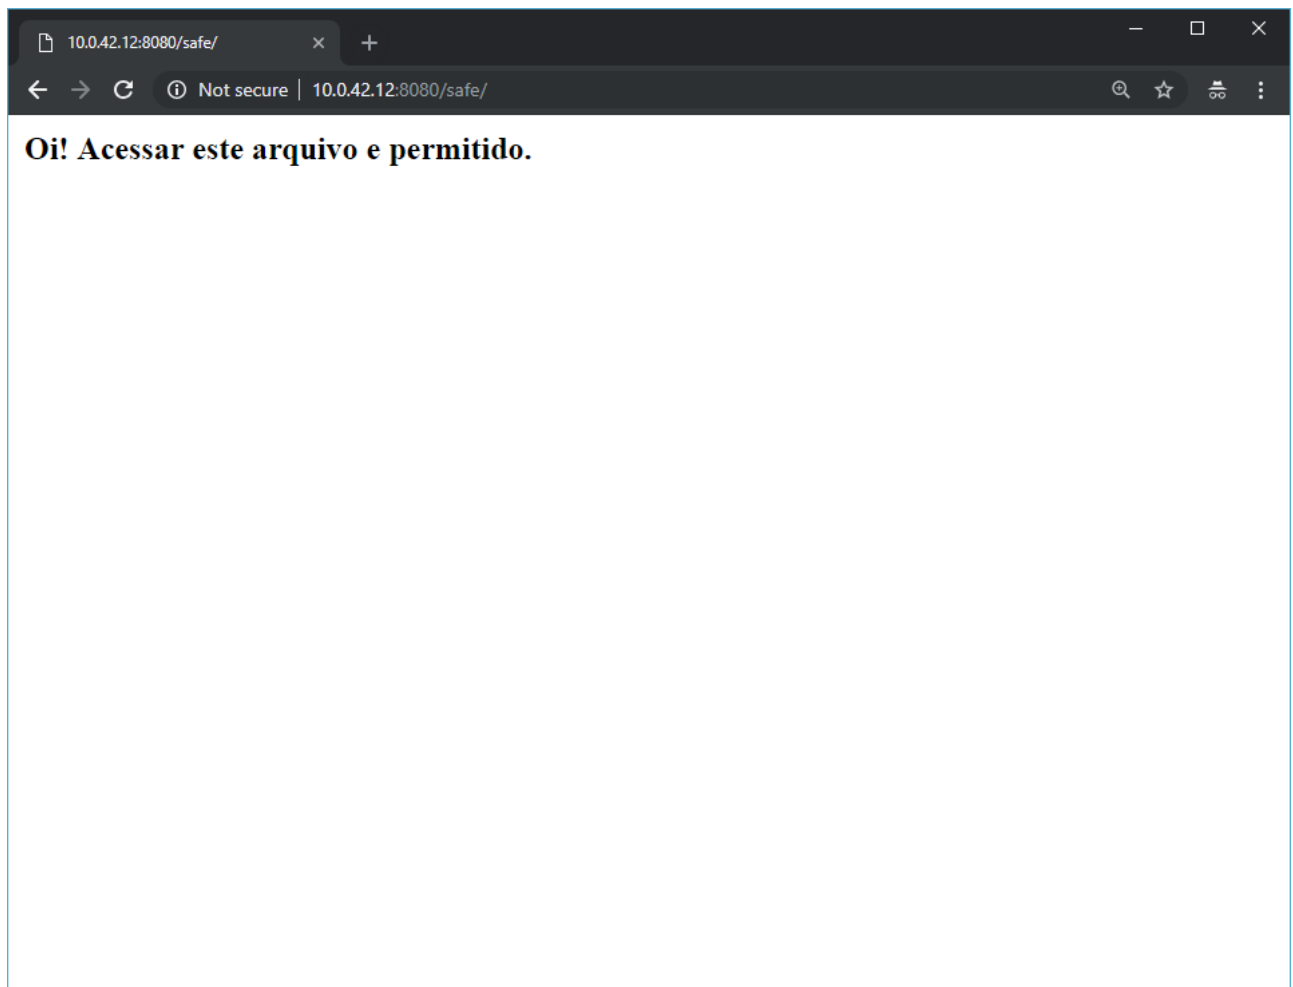 10.0.42.12:8080/safe/
Not secure | 10.0.42.12:8080/safe/
Oi! Acessar este arquivo e permitido.